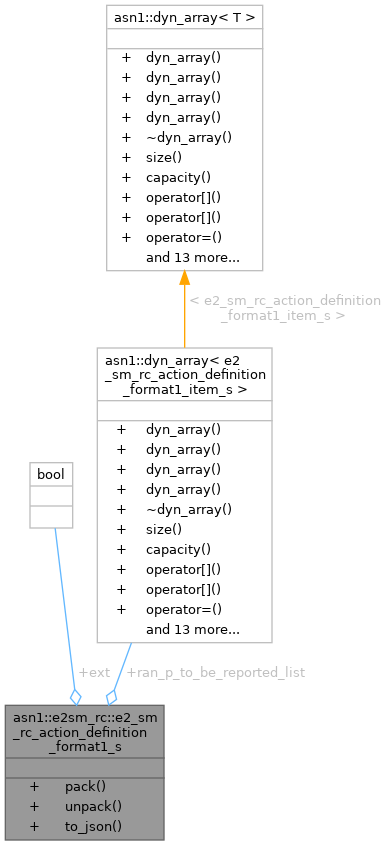 asn1::dyn_array< T >
+ dyn_array()
+ dyn_array()
+ dyn_array()
+ dyn_array()
+ ~dyn_array()
+ size()
+ capacity()
+ operator[]()
+ operator[]()
+ operator=()
and 13 more...
< e2_sm_rc_action_definition
_format1_item_s >
asn1::dyn_array< e2
_sm_rc_action_definition
_format1_item_s >
+ dyn_array()
+ dyn_array()
+ dyn_array()
+ dyn_array()
+ ~dyn_array()
+ size()
+ capacity()
+ operator[]()
+ operator[]()
+ operator=()
and 13 more...
bool
+ext
+ran_p_to_be_reported_list
asn1::e2sm_rc::e2_sm
_rc_action_definition
_format1_s
+ pack()
+ unpack()
+ to_json()